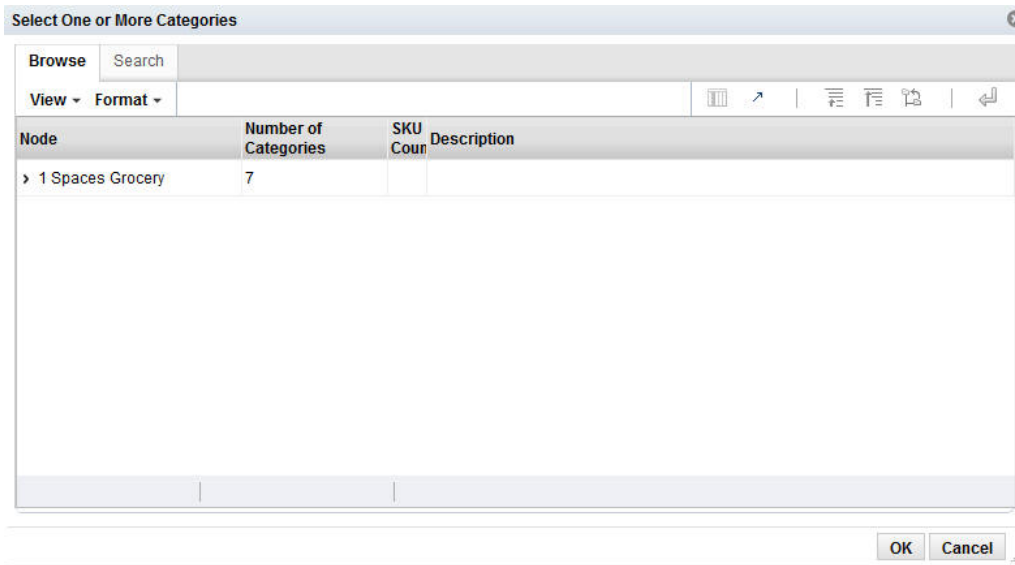 Select One or More Categories
Browse Search
View Format
Node Number of Categories SKU Coun Description
1 Spaces Grocery 7
OK Cancel